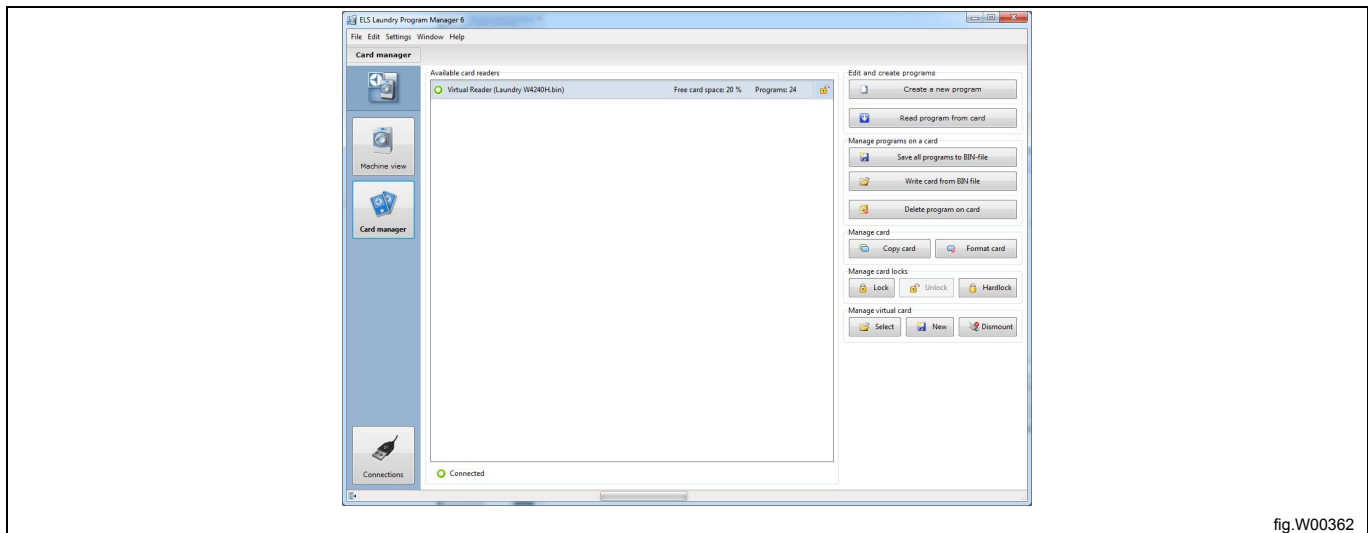 ELS Laundry Program Manager 6
File Edit Settings Window Help
Card manager
Available card readers
Virtual Reader (Laundry W4240H.bin) Free card space: 20 % Programs: 24
Machine view
Card manager
Connections
Connected
Edit and create programs
Create a new program
Read program from card
Manage programs on a card
Save all programs to BIN-file
Write card from BIN file
Delete program on card
Manage card
Copy card Format card
Manage card locks
Lock Unlock Hardlock
Manage virtual card
Select New Dismount
fig.W00362